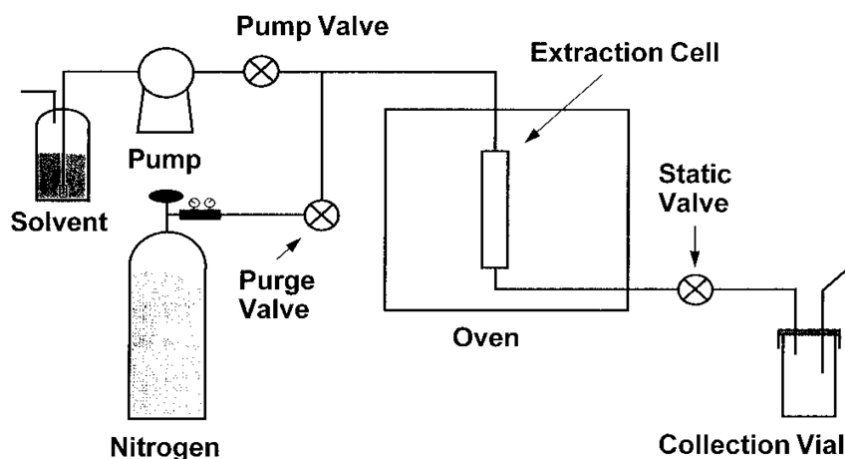 Pump Valve
Extraction Cell
Pump
Static
Valve
Solvent
Purge
Valve
Oven
Nitrogen
Collection Vial